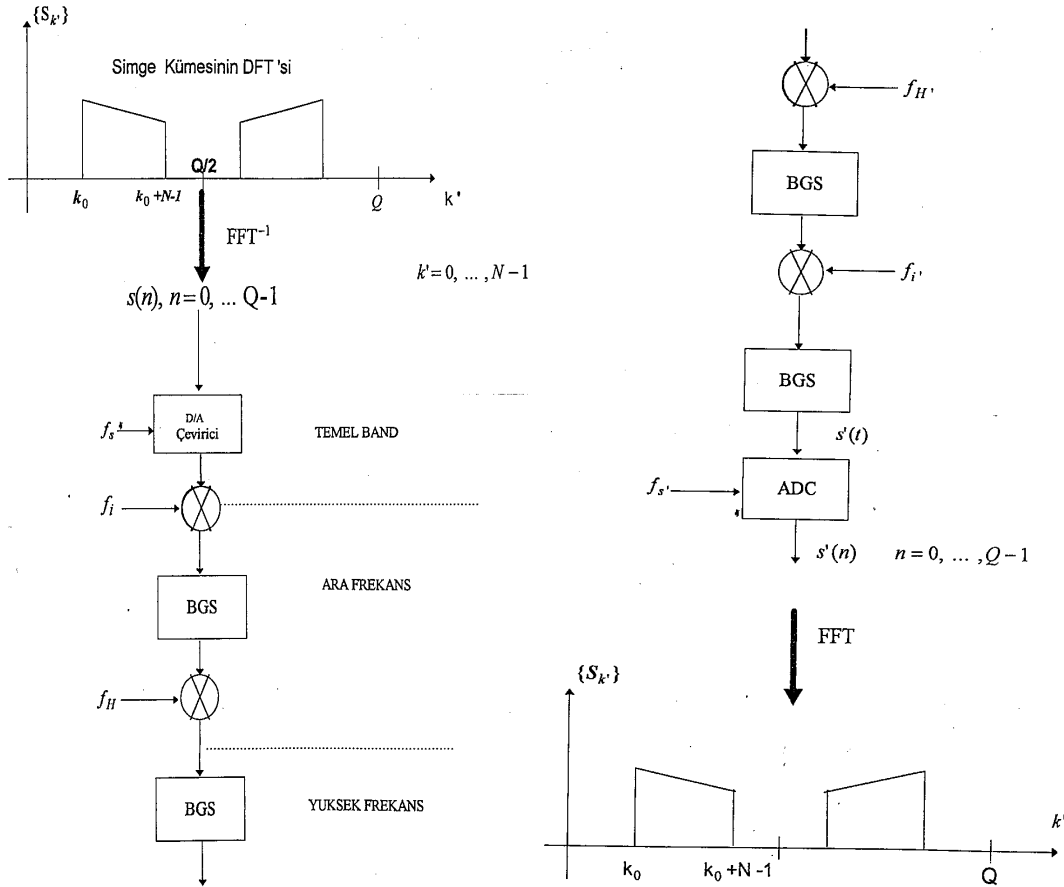 {S_k'}
Simge Kümesinin DFT 'si
Q/2
k_0
k_0 +N-1
Q
k'
FFT^-1
k'= 0, ... ,N−1
s(n), n=0, ... Q-1
f_s
D/A
Çevirici
TEMEL BAND
f_i
BGS
ARA FREKANS
f_H
BGS
YUKSEK FREKANS
f_H'
BGS
f_i'
BGS
s'(t)
f_s'
ADC
s'(n) n = 0, ... ,Q−1
FFT
{S_k'}
k_0
k_0 +N -1
Q
k'